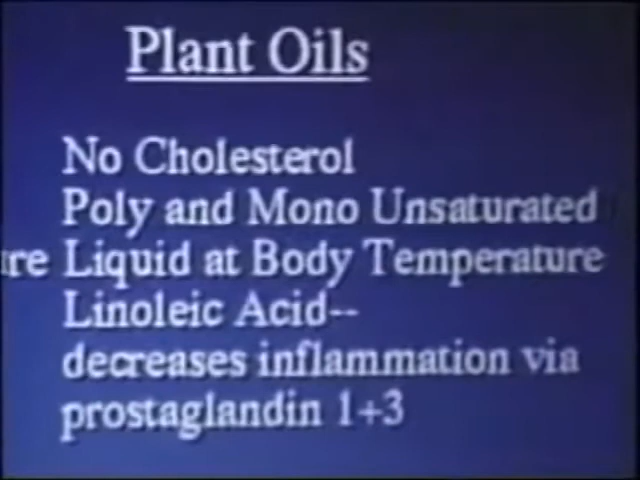 Plant Oils
No Cholesterol
Poly and Mono Unsaturated
re Liquid at Body Temperature
Linoleic Acid--
decreases inflammation via
prostaglandin 1+3